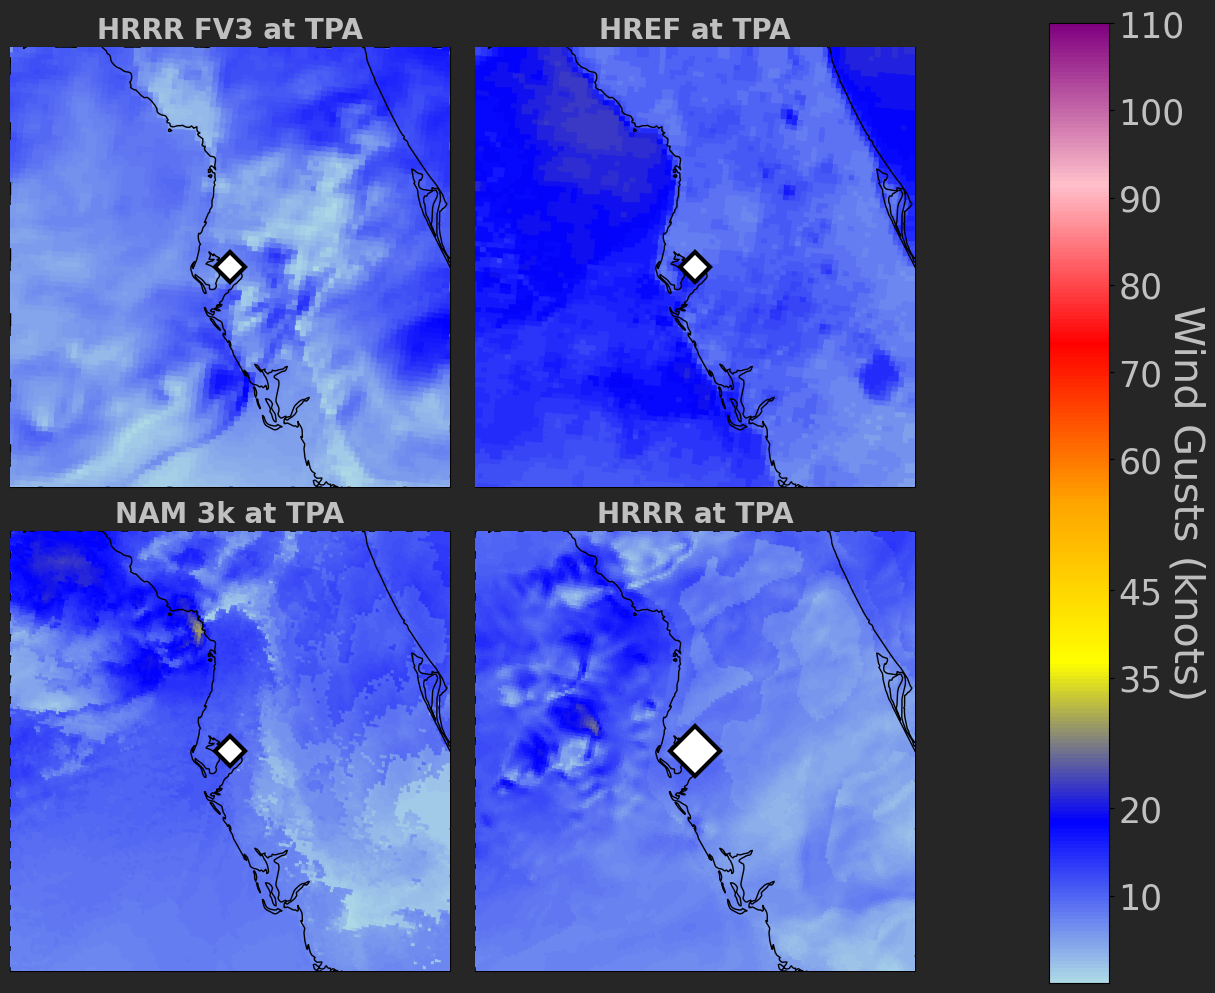 HRRR FV3 at TPA
HREF at TPA
NAM 3k at TPA
HRRR at TPA
110
100
90
80
70
60
45
35
20
10
Wind Gusts (knots)